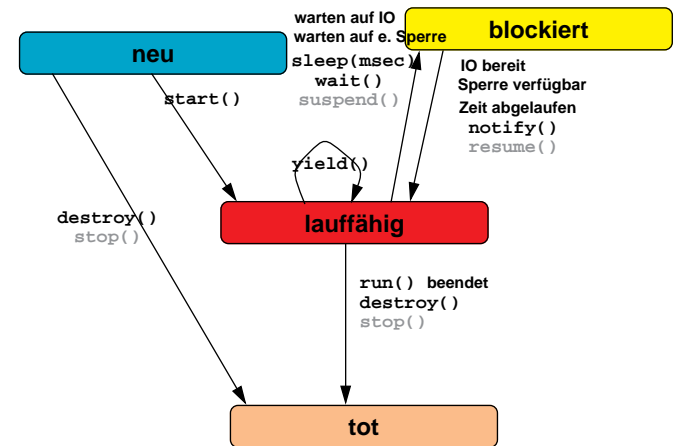 warten auf IO
warten auf e. Sperre
blockiert
neu
sleep(msec)
wait()
suspend()
IO bereit
Sperre verfügbar
Zeit abgelaufen
notify()
resume()
start()
yield()
destroy()
stop()
lauffähig
run() beendet
destroy()
stop()
tot